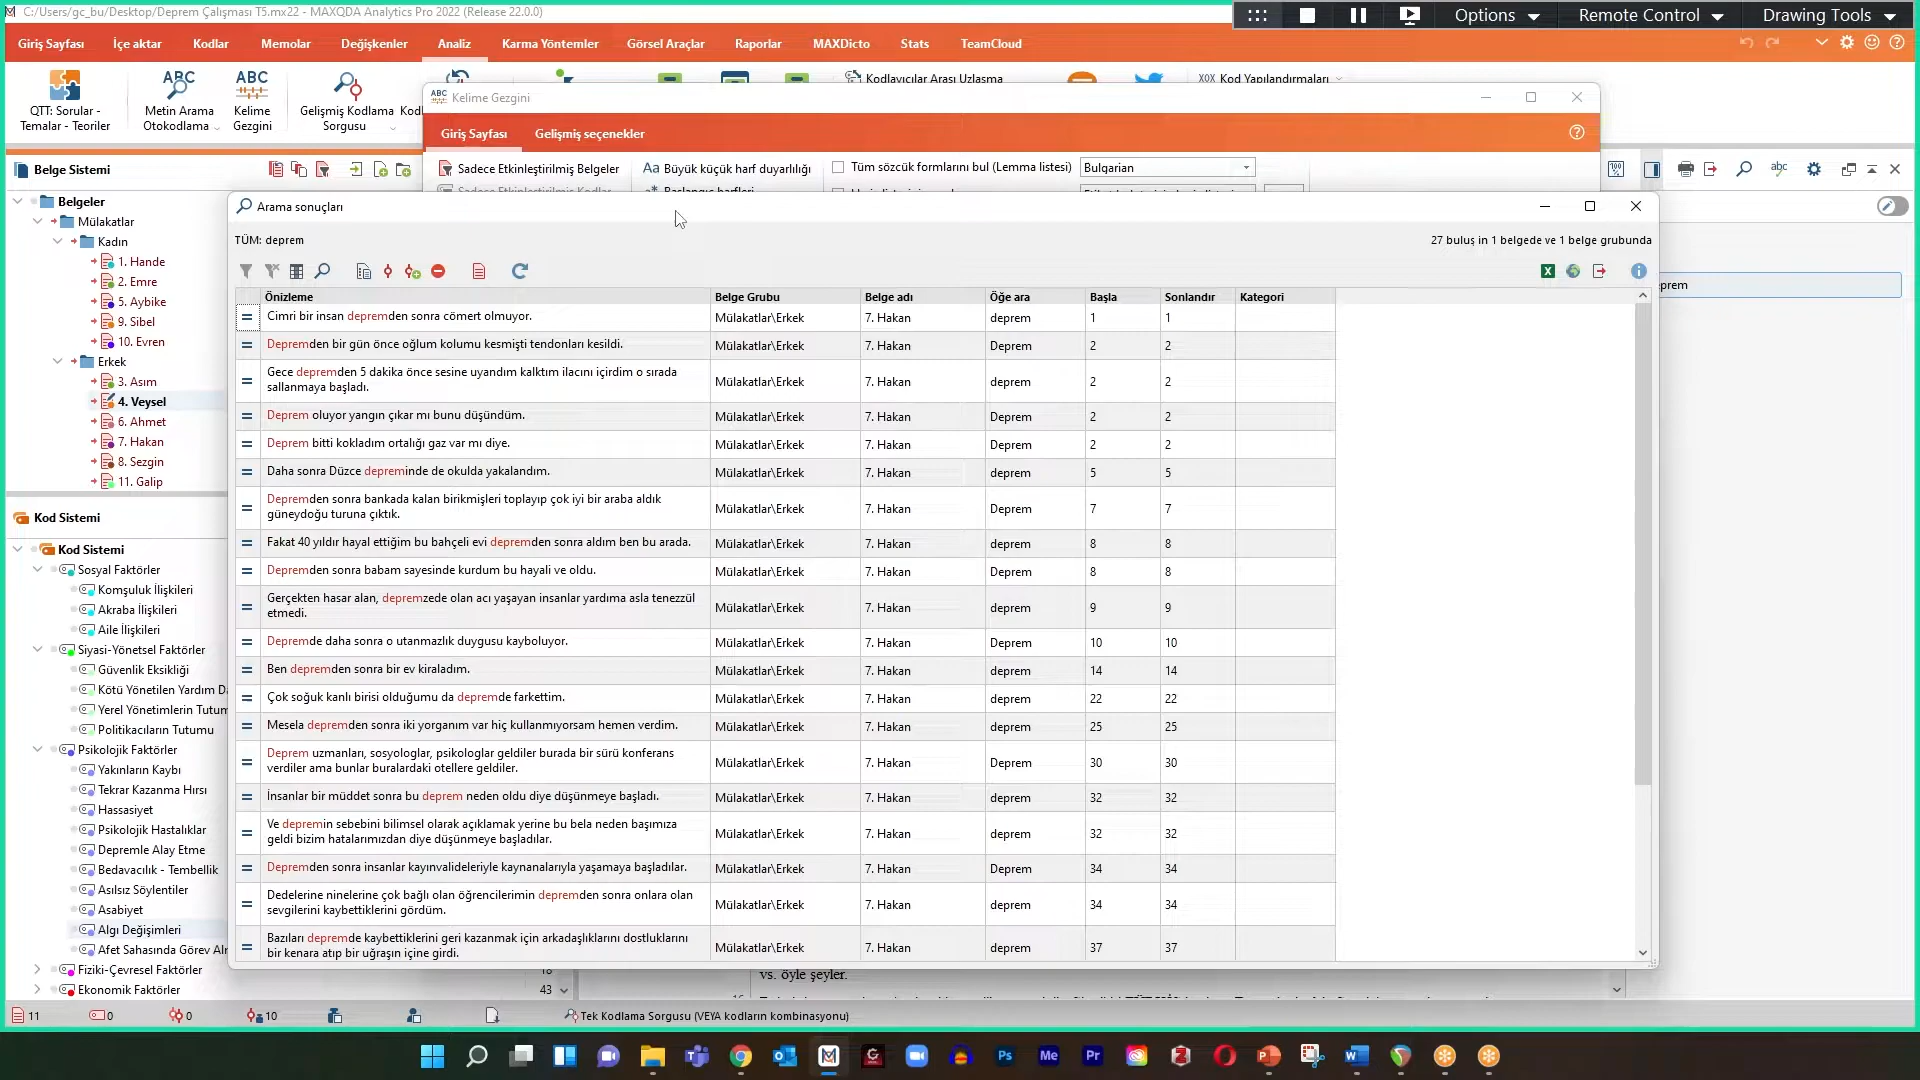 C:/Users/gc_bu/Desktop/Deprem Çalışması T5.mx22 - MAXQDA Analytics Pro 2022 (Release 22.0.0)
Options
Remote Control
Drawing Tools
Giriş Sayfası
İçe aktar
Kodlar
Memolar
Değişkenler
Analiz
Karma Yöntemler
Görsel Araçlar
Raporlar
MAXDicto
Stats
TeamCloud
QTT: Sorular -
Temalar - Teoriler
ABC
Metin Arama
Otokodlama
ABC
Kelime
Gezgini
Gelişmiş Kodlama
Sorgusu
Kodlayıcılar Arası Uzlaşma
Kod Yapılandırmaları
ABC Kelime Gezgini
Giriş Sayfası
Gelişmiş seçenekler
Sadece Etkinleştirilmiş Belgeler
Aa Büyük küçük harf duyarlılığı
Tüm sözcük formlarını bul (Lemma listesi)
Bulgarian
Belge Sistemi
Belgeler
Mülakatlar
Kadın
1. Hande
2. Emre
5. Aybike
9. Sibel
10. Evren
Erkek
3. Asım
4. Veysel
6. Ahmet
7. Hakan
8. Sezgin
11. Galip
Kod Sistemi
Kod Sistemi
Sosyal Faktörler
Komşuluk İlişkileri
Akraba İlişkileri
Aile İlişkileri
Siyasi-Yönetsel Faktörler
Güvenlik Eksikliği
Kötü Yönetilen Yardım D
Yerel Yönetimlerin Tutum
Politikacıların Tutumu
Psikolojik Faktörler
Yakınların Kaybı
Tekrar Kazanma Hırsı
Hassasiyet
Psikolojik Hastalıklar
Depremle Alay Etme
Bedavacılık - Tembellik
Asılsız Söylentiler
Asabiyet
Algı Değişimleri
Afet Sahasında Görev Alr
Fiziki-Çevresel Faktörler
Ekonomik Faktörler
43
Arama sonuçları
TÜM: deprem
27 buluş in 1 belgede ve 1 belge grubunda
Önizleme Belge Grubu Belge adı Öğe ara Başla Sonlandır Kategori
Cimri bir insan depremden sonra cömert olmuyor. Mülakatlar\Erkek 7. Hakan deprem 1 1
Depremden bir gün önce oğlum kolumu kesmişti tendonları kesildi. Mülakatlar\Erkek 7. Hakan Deprem 2 2
Gece depremden 5 dakika önce sesine uyandım kalktım ilacını içirdim o sırada
sallanmaya başladı. Mülakatlar\Erkek 7. Hakan deprem 2 2
Deprem oluyor yangın çıkar mı bunu düşündüm. Mülakatlar\Erkek 7. Hakan Deprem 2 2
Deprem bitti kokladım ortalığı gaz var mı diye. Mülakatlar\Erkek 7. Hakan Deprem 2 2
Daha sonra Düzce depreminde de okulda yakalandım. Mülakatlar\Erkek 7. Hakan deprem 5 5
Depremden sonra bankada kalan birikmişleri toplayıp çok iyi bir araba aldık
güneydoğu turuna çıktık. Mülakatlar\Erkek 7. Hakan Deprem 7 7
Fakat 40 yıldır hayal ettiğim bu bahçeli evi depremden sonra aldım ben bu arada. Mülakatlar\Erkek 7. Hakan deprem 8 8
Depremden sonra babam sayesinde kurdum bu hayali ve oldu. Mülakatlar\Erkek 7. Hakan Deprem 8 8
Gerçekten hasar alan, depremzede olan acı yaşayan insanlar yardıma asla tenezzül
etmedi. Mülakatlar\Erkek 7. Hakan deprem 9 9
Depremde daha sonra o utanmazlık duygusu kayboluyor. Mülakatlar\Erkek 7. Hakan Deprem 10 10
Ben depremden sonra bir ev kiraladım. Mülakatlar\Erkek 7. Hakan deprem 14 14
Çok soğuk kanlı birisi olduğumu da depremde farkettim. Mülakatlar\Erkek 7. Hakan deprem 22 22
Mesela depremden sonra iki yorganım var hiç kullanmıyorsam hemen verdim. Mülakatlar\Erkek 7. Hakan deprem 25 25
Deprem uzmanları, sosyologlar, psikologlar geldiler burada bir sürü konferans
verdiler ama bunlar buralardaki otellere geldiler. Mülakatlar\Erkek 7. Hakan Deprem 30 30
İnsanlar bir müddet sonra bu deprem neden oldu diye düşünmeye başladı. Mülakatlar\Erkek 7. Hakan deprem 32 32
Ve depremin sebebini bilimsel olarak açıklamak yerine bu bela neden başımıza
geldi bizim hatalarımızdan diye düşünmeye başladılar. Mülakatlar\Erkek 7. Hakan deprem 32 32
Depremden sonra insanlar kayınvalideleriyle kaynanalarıyla yaşamaya başladılar. Mülakatlar\Erkek 7. Hakan Deprem 34 34
Dedelerine ninelerine çok bağlı olan öğrencilerimin depremden sonra onlara olan
sevgilerini kaybettiklerini gördüm. Mülakatlar\Erkek 7. Hakan deprem 34 34
Bazıları depremde kaybettiklerini geri kazanmak için arkadaşlıklarını dostluklarını
bir kenara atıp bir uğraşın içine girdi. Mülakatlar\Erkek 7. Hakan deprem 37 37
prem
vs. öyle şeyler.
11
0
0
10
Tek Kodlama Sorgusu (VEYA kodların kombinasyonu)
Ps
Me
Pr